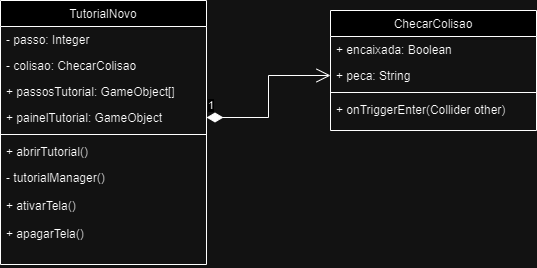 TutorialNovo
- passo: Integer
- colisao: ChecarColisao
+ passosTutorial: GameObject[]
+ painelTutorial: GameObject
+ abrirTutorial()
- tutorialManager()
+ ativarTela()
+ apagarTela()
1
ChecarColisao
+ encaixada: Boolean
+ peca: String
+ onTriggerEnter(Collider other)